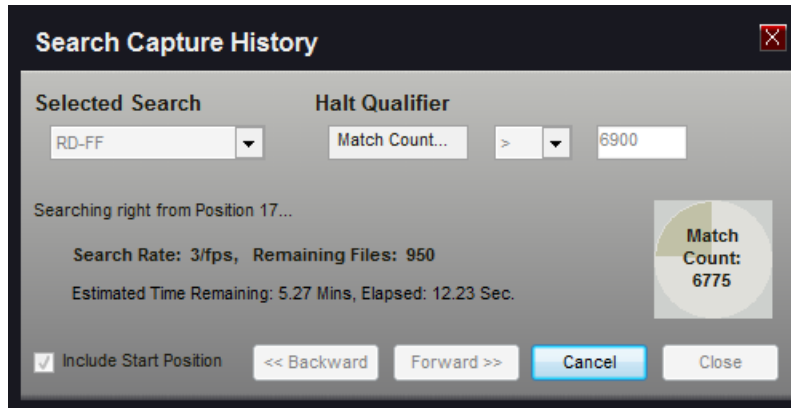 Search Capture History
Selected Search
Halt Qualifier
RD-FF
Match Count...
>
6900
Searching right from Position 17...
Search Rate: 3/fps, Remaining Files: 950
Estimated Time Remaining: 5.27 Mins, Elapsed: 12.23 Sec.
Match
Count:
6775
Include Start Position
<< Backward
Forward >>
Cancel
Close